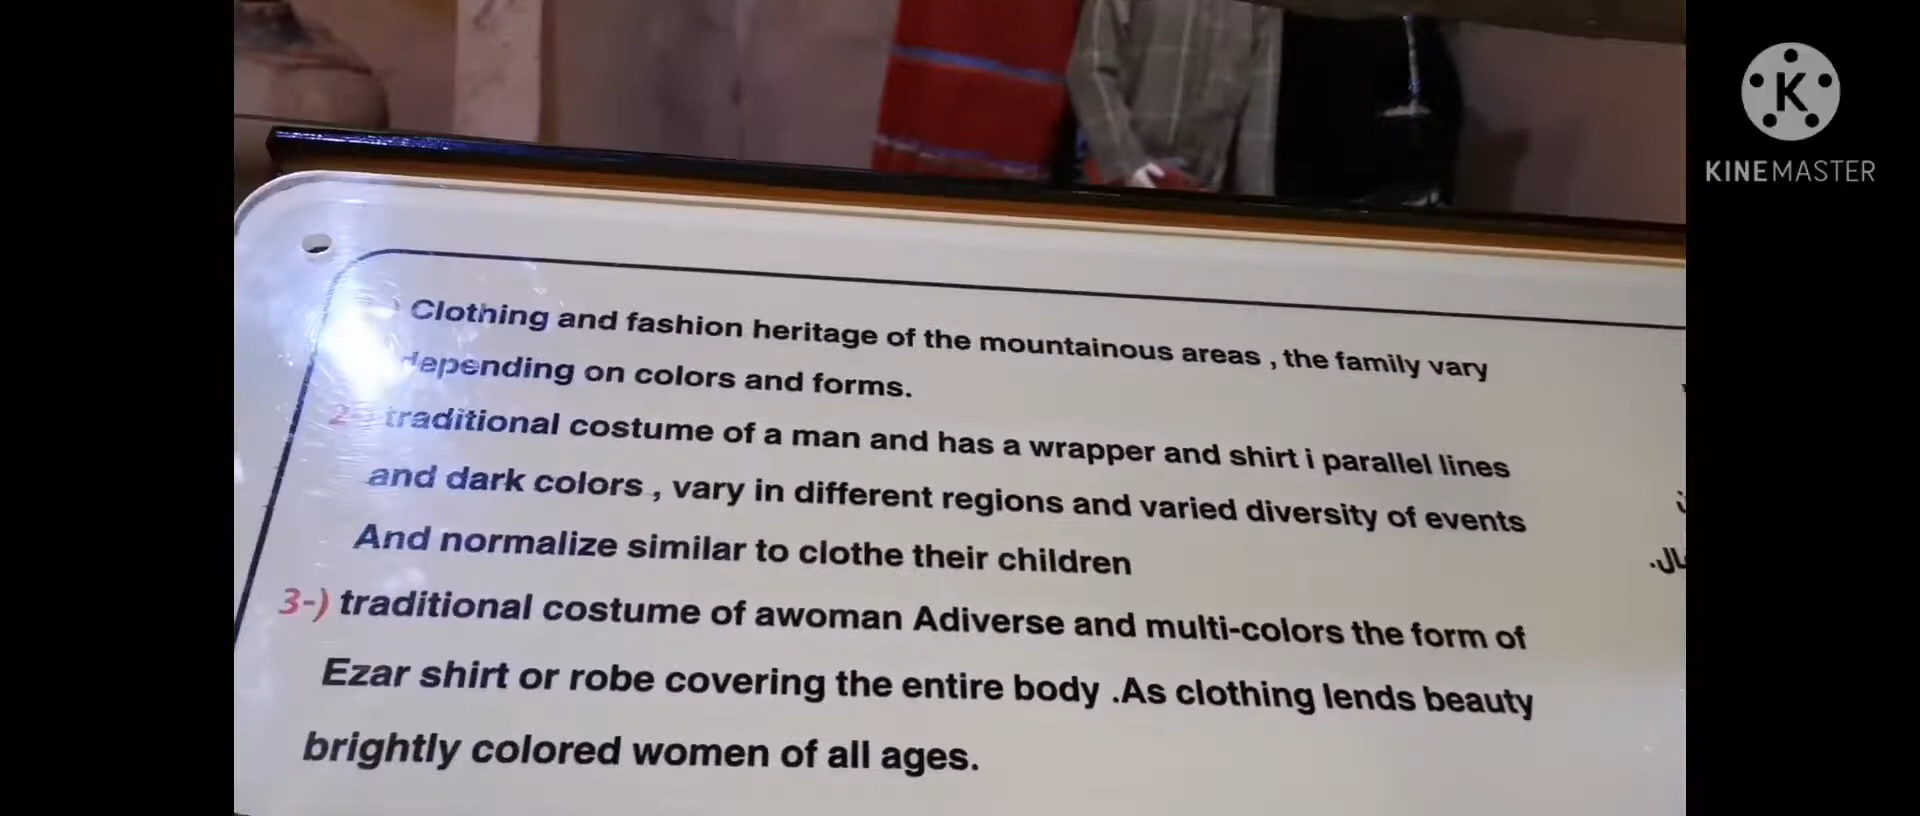 Clothing and fashion heritage of the mountainous areas , the family vary
depending on colors and forms.
2-) traditional costume of a man and has a wrapper and shirt i parallel lines
and dark colors , vary in different regions and varied diversity of events
And normalize similar to clothe their children
3-) traditional costume of awoman Adiverse and multi-colors the form of
Ezar shirt or robe covering the entire body .As clothing lends beauty
brightly colored women of all ages.
K
KINEMASTER